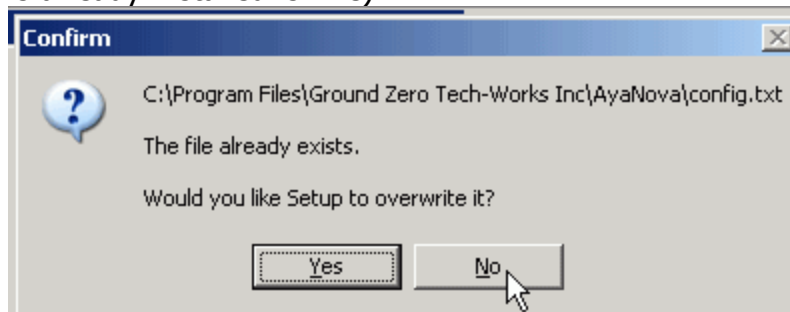 Confirm
C:\Program Files\Ground Zero Tech-Works Inc\AyaNova\config.txt
The file already exists.
Would you like Setup to overwrite it?
Yes
No